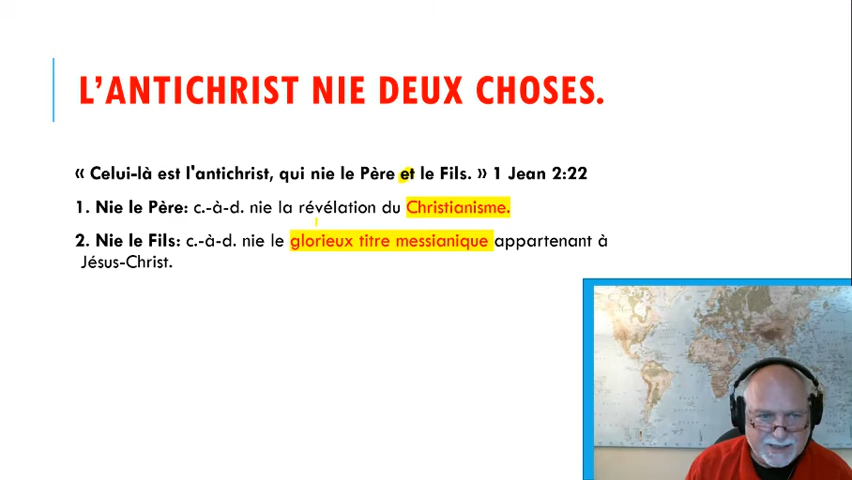 L'ANTICHRIST NIE DEUX CHOSES.
« Celui-là est l'antichrist, qui nie le Père et le Fils. » 1 Jean 2:22
1. Nie le Père: c.-à-d. nie la révélation du Christianisme.
2. Nie le Fils: c.-à-d. nie le glorieux titre messianique appartenant à
Jésus-Christ.